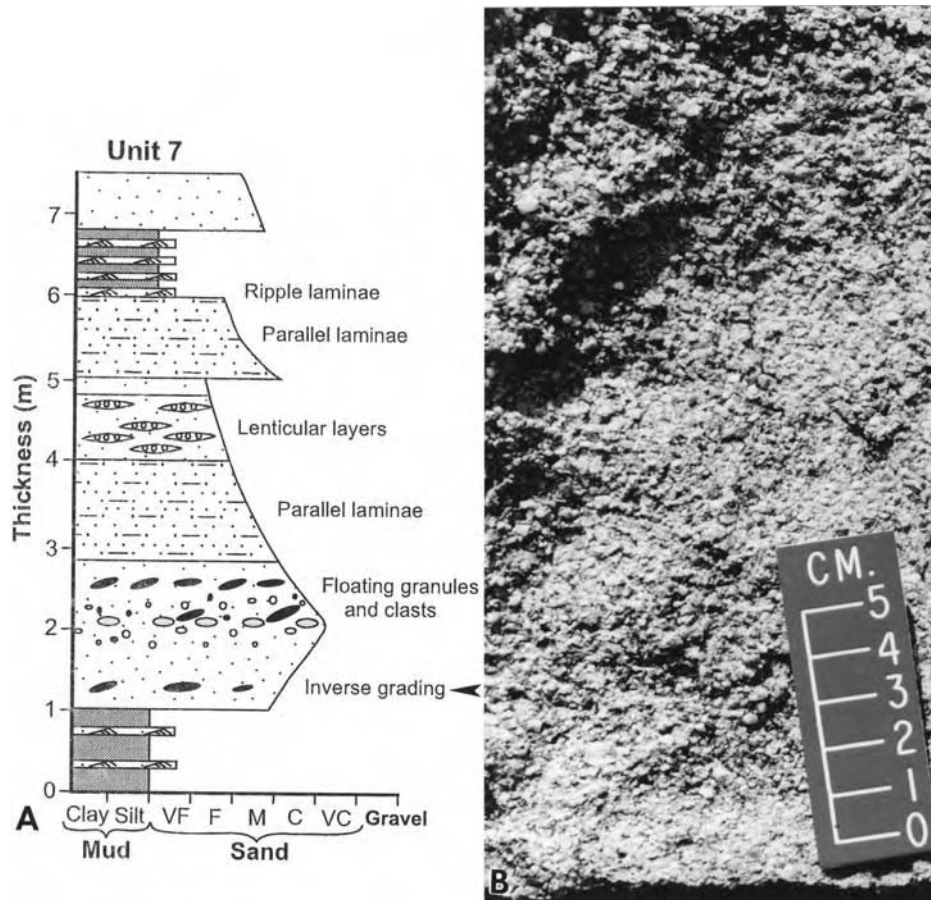 Unit 7
Thickness (m)
7
6
5
4
3
2
1
0
Ripple laminae
Parallel laminae
Lenticular layers
Parallel laminae
Floating granules
and clasts
Inverse grading
A
Clay Silt VF F M C VC Gravel
Mud Sand
CM.
5
4
3
2
1
0
B